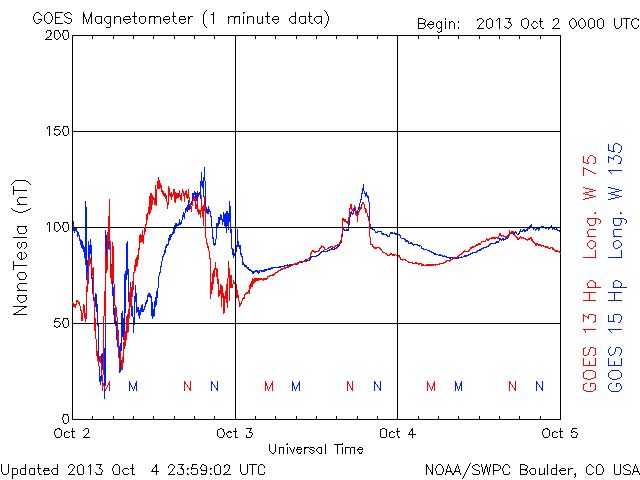 GOES Magnetometer (1 minute data)
Begin: 2013 Oct 2 0000 UTC
200
150
100
50
0
NanoTesla (nT)
M M N N M M N N M M N N
Oct 2 Oct 3 Oct 4 Oct 5
Universal Time
GOES 13 Hp Long. W 75
GOES 15 Hp Long. W 135
Updated 2013 Oct 4 23:59:02 UTC
NOAA/SWPC Boulder, CO USA